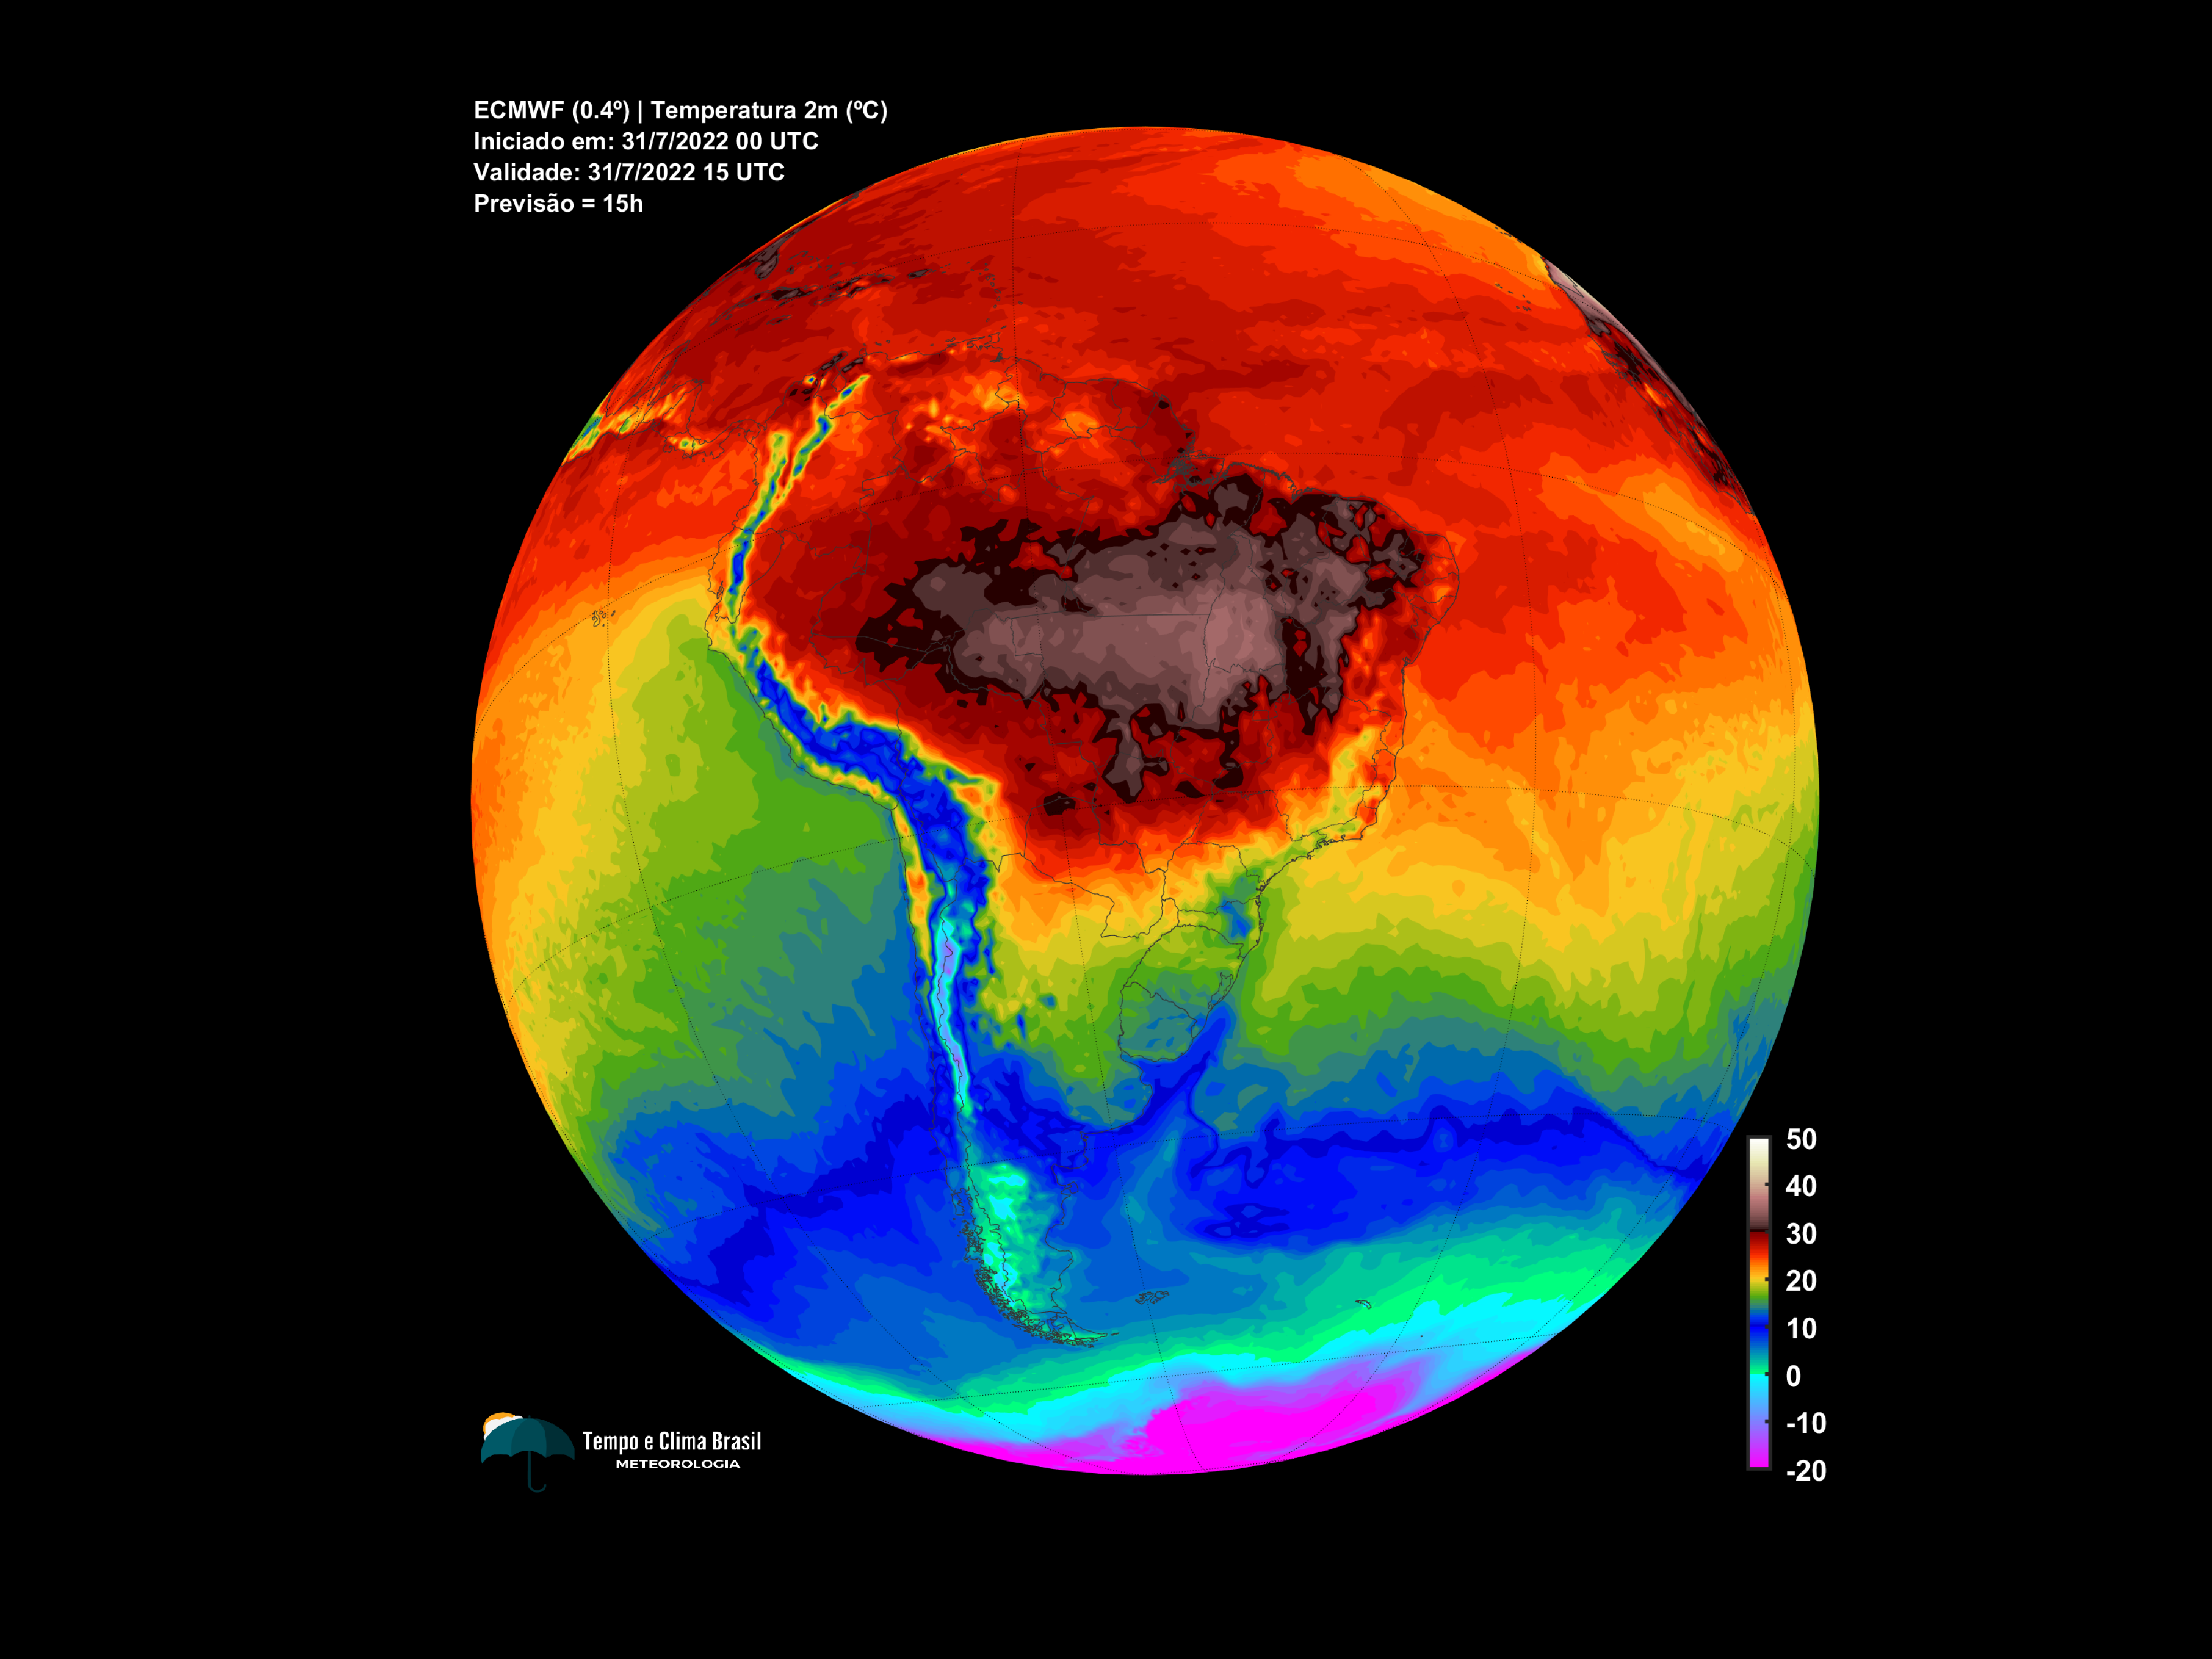 ECMWF (0.4º) | Temperatura 2m (ºC)
Iniciado em: 31/7/2022 00 UTC
Validade: 31/7/2022 15 UTC
Previsão = 15h
50
40
30
20
10
0
-10
-20
Tempo e Clima Brasil
METEOROLOGIA